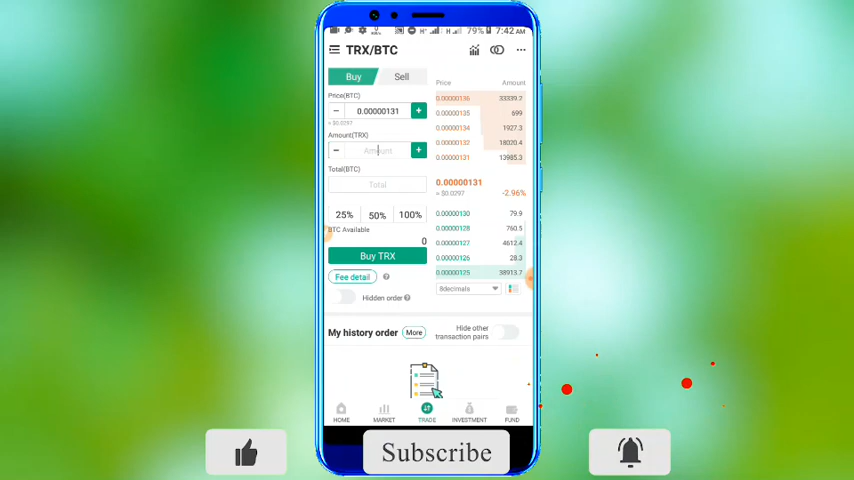 79% 7:42 AM
TRX/BTC
Buy Sell
Price(BTC)
0.00000131
≈ $0.0297
Amount(TRX)
Amount
Total(BTC)
Total
25% 50% 100%
BTC Available
0
Buy TRX
Fee detail ?
Hidden order ?
Price Amount
0.00000136 33339.2
0.00000135 699
0.00000134 1927.3
0.00000132 18020.4
0.00000131 13985.3
0.00000131
≈ $0.0297 -2.96%
0.00000130 79.9
0.00000128 760.5
0.00000127 4612.4
0.00000126 28.3
0.00000125 38913.7
8decimals
My history order More
Hide other
transaction pairs
HOME MARKET TRADE INVESTMENT FUND
Subscribe